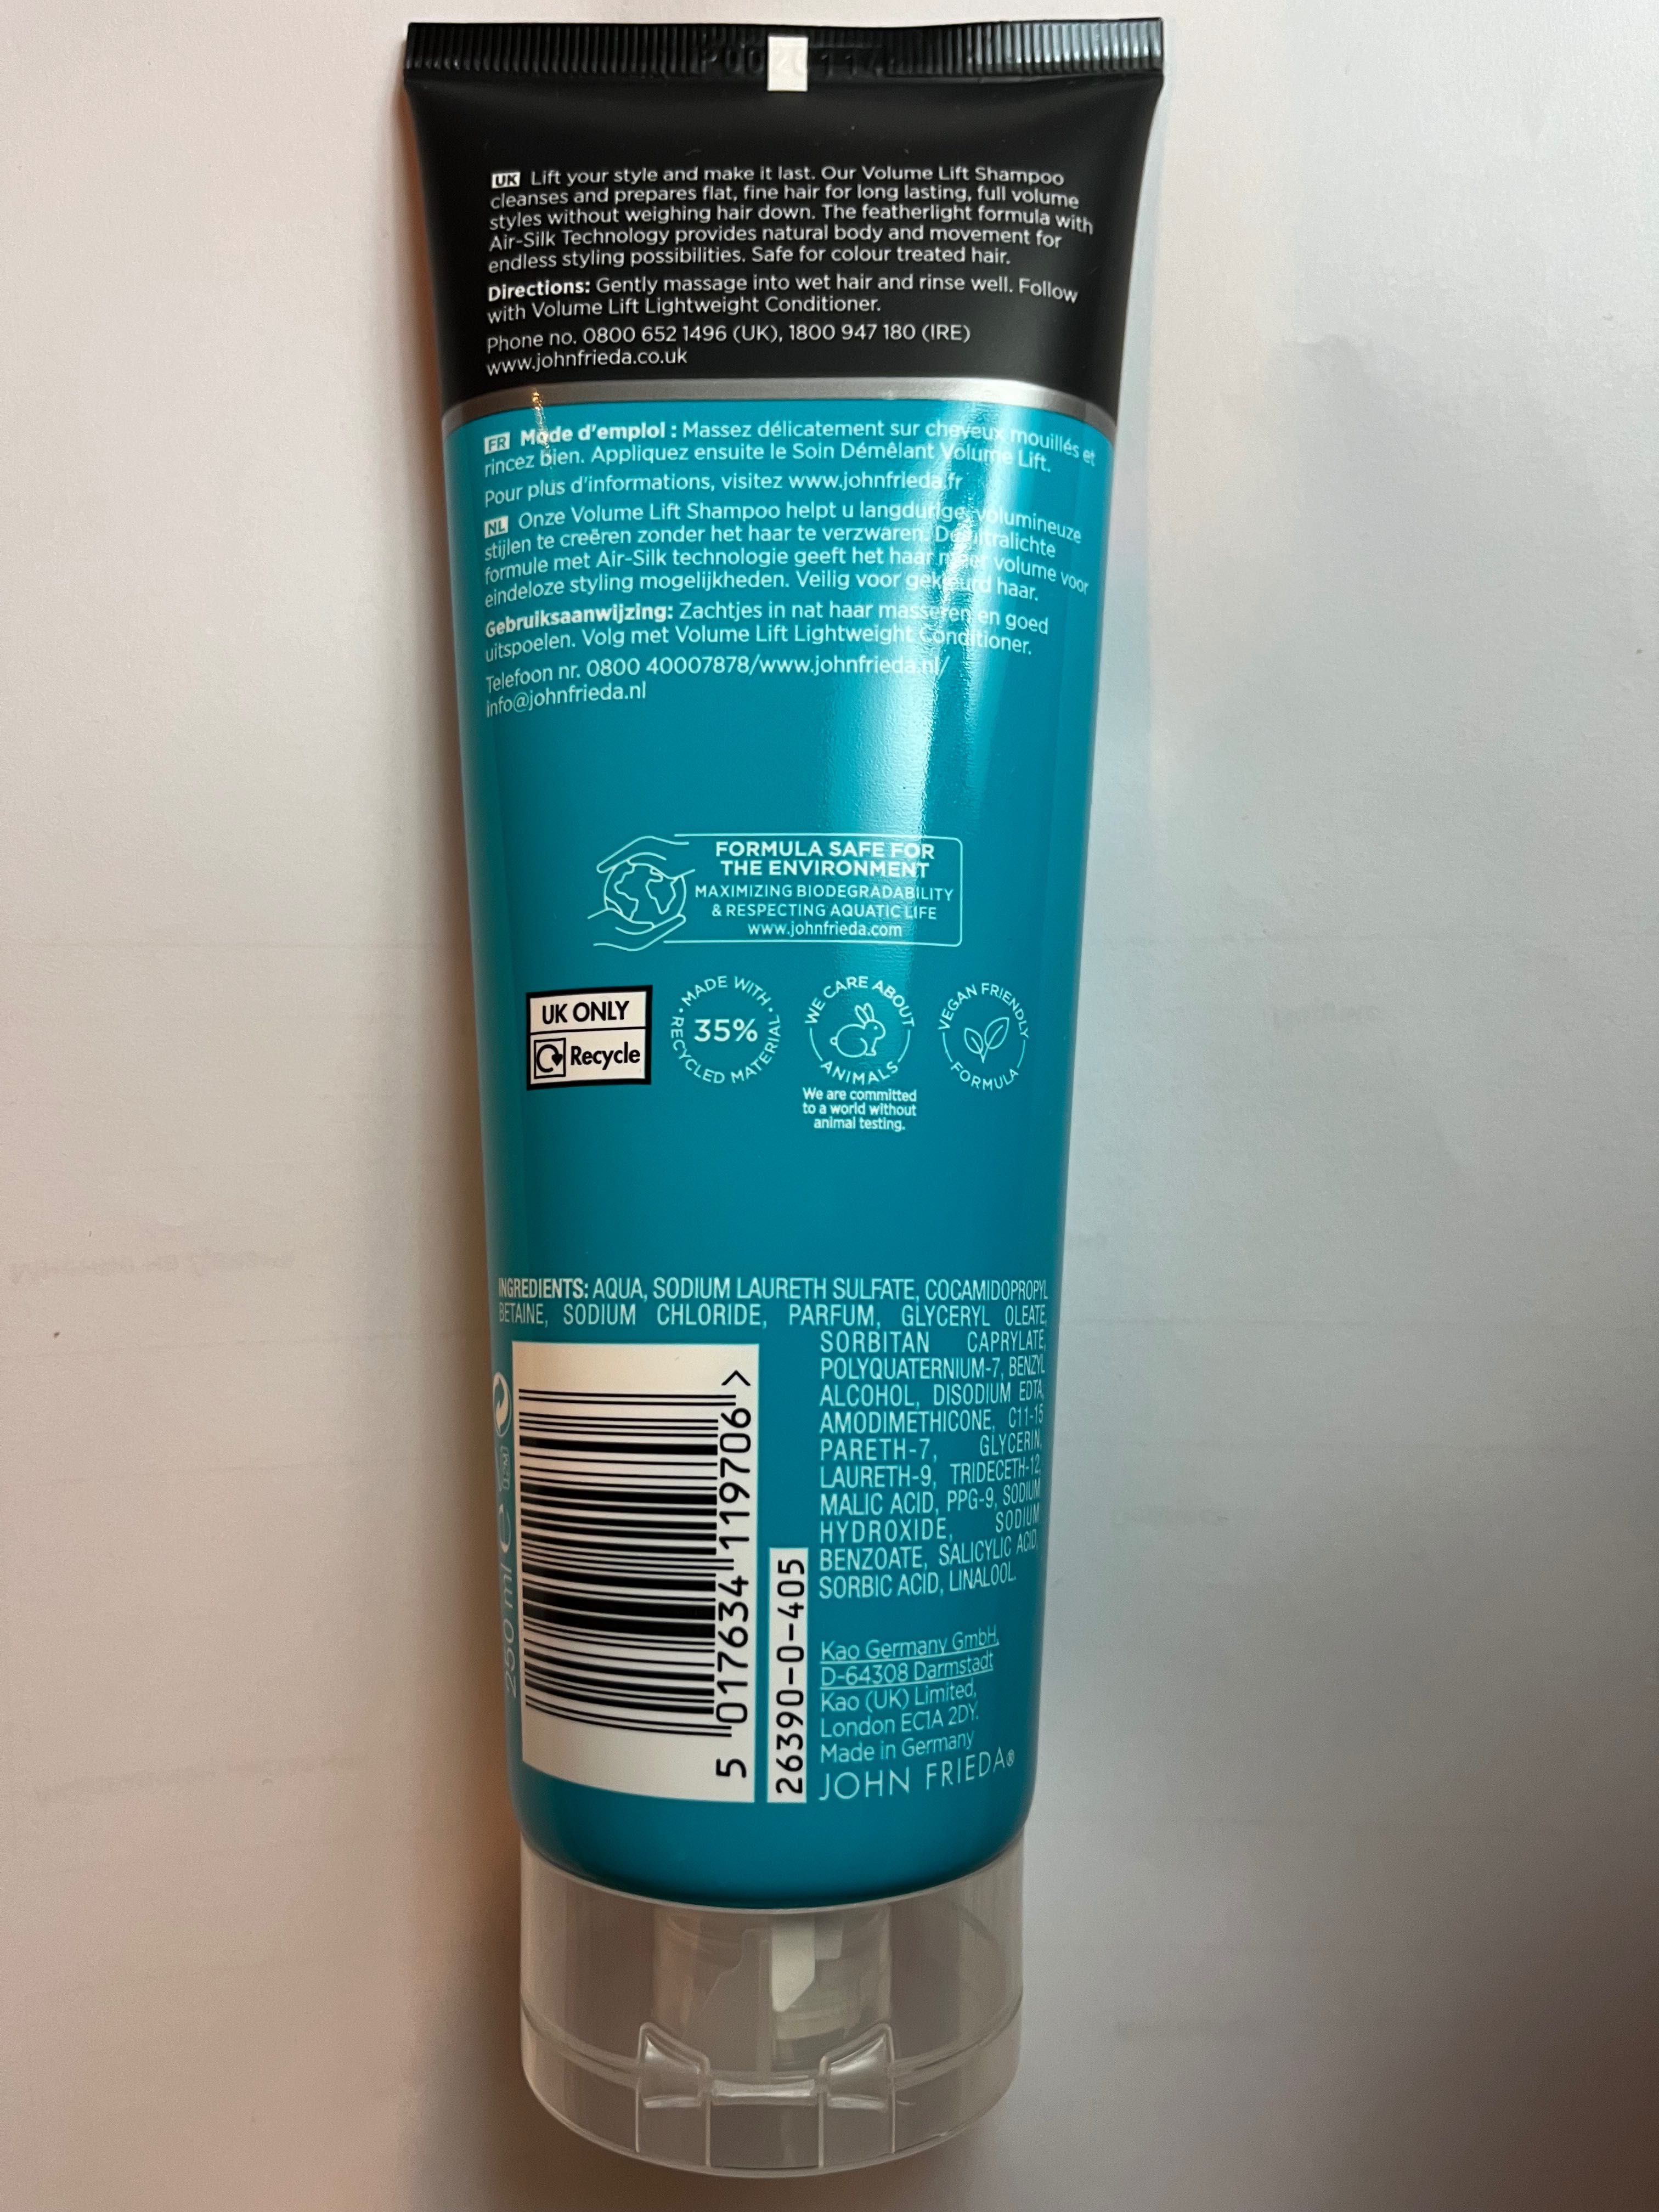 UK Lift your style and make it last. Our Volume Lift Shampoo
cleanses and prepares flat, fine hair for long lasting, full volume
styles without weighing hair down. The featherlight formula with
Air-Silk Technology provides natural body and movement for
endless styling possibilities. Safe for colour treated hair.
Directions: Gently massage into wet hair and rinse well. Follow
with Volume Lift Lightweight Conditioner.
Phone no. 0800 652 1496 (UK), 1800 947 180 (IRE)
www.johnfrieda.co.uk
FR Mode d'emploi : Massez délicatement sur cheveux mouillés et
rincez bien. Appliquez ensuite le Soin Démêlant Volume Lift.
Pour plus d'informations, visitez www.johnfrieda.fr
NL Onze Volume Lift Shampoo helpt u langdurige, volumineuze
stijlen te creëren zonder het haar te verzwaren. De ultralichte
formule met Air-Silk technologie geeft het haar meer volume voor
eindeloze styling mogelijkheden. Veilig voor gekleurd haar.
Gebruiksaanwijzing: Zachtjes in nat haar masseren en goed
uitspoelen. Volg met Volume Lift Lightweight Conditioner.
Telefoon nr. 0800 40007878/www.johnfrieda.nl/
info@johnfrieda.nl
FORMULA SAFE FOR
THE ENVIRONMENT
MAXIMIZING BIODEGRADABILITY
& RESPECTING AQUATIC LIFE
www.johnfrieda.com
UK ONLY
Recycle
MADE WITH
35%
RECYCLED MATERIAL
WE CARE ABOUT
ANIMALS
We are committed
to a world without
animal testing.
VEGAN FRIENDLY
FORMULA
INGREDIENTS: AQUA, SODIUM LAURETH SULFATE, COCAMIDOPROPYL
BETAINE, SODIUM CHLORIDE, PARFUM, GLYCERYL OLEATE,
SORBITAN CAPRYLATE,
POLYQUATERNIUM-7, BENZYL
ALCOHOL, DISODIUM EDTA,
AMODIMETHICONE, C11-15
PARETH-7, GLYCERIN,
LAURETH-9, TRIDECETH-12,
MALIC ACID, PPG-9, SODIUM
HYDROXIDE, SODIUM
BENZOATE, SALICYLIC ACID,
SORBIC ACID, LINALOOL.
250 ml e 12M
5 017634 119706 >
26390-0-405
Kao Germany GmbH,
D-64308 Darmstadt
Kao (UK) Limited,
London EC1A 2DY.
Made in Germany
JOHN FRIEDA®